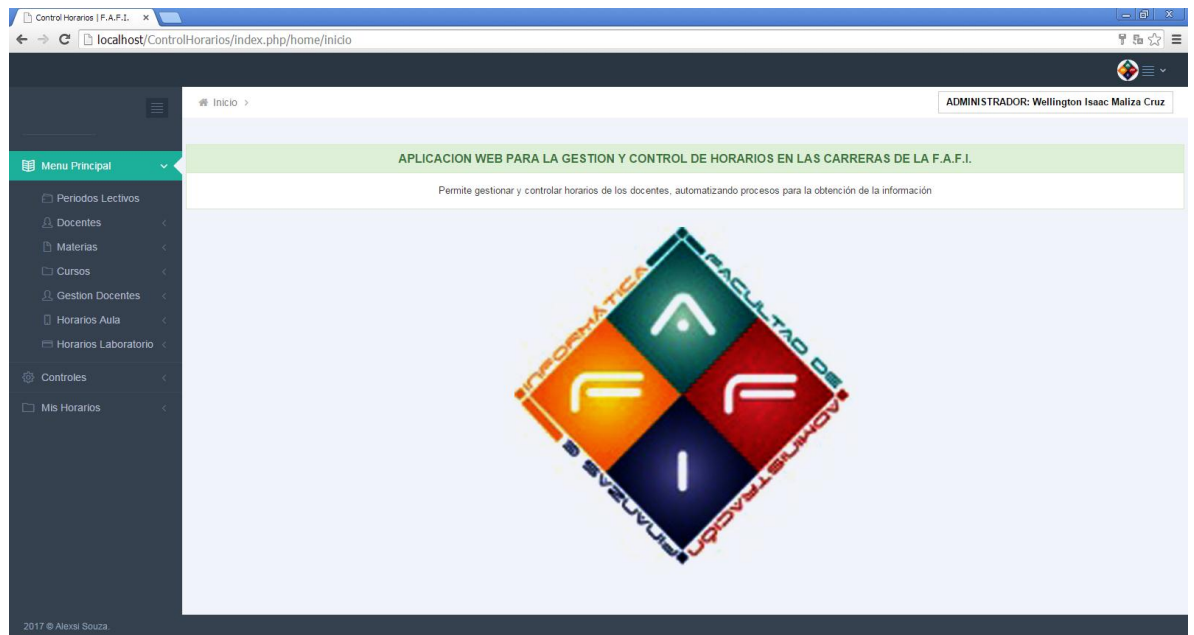 Control Horarios | F.A.F.I.
localhost/ControlHorarios/index.php/home/inicio
Inicio >
ADMINISTRADOR: Wellington Isaac Maliza Cruz
Menu Principal
Periodos Lectivos
Docentes
Materias
Cursos
Gestion Docentes
Horarios Aula
Horarios Laboratorio
Controles
Mis Horarios
APLICACION WEB PARA LA GESTION Y CONTROL DE HORARIOS EN LAS CARRERAS DE LA F.A.F.I.
Permite gestionar y controlar horarios de los docentes, automatizando procesos para la obtención de la información
FACULTAD DE
ADMINISTRACIÓN
FINANZAS E
INFORMÁTICA
A
F
F
I
2017 © Alexsi Souza.